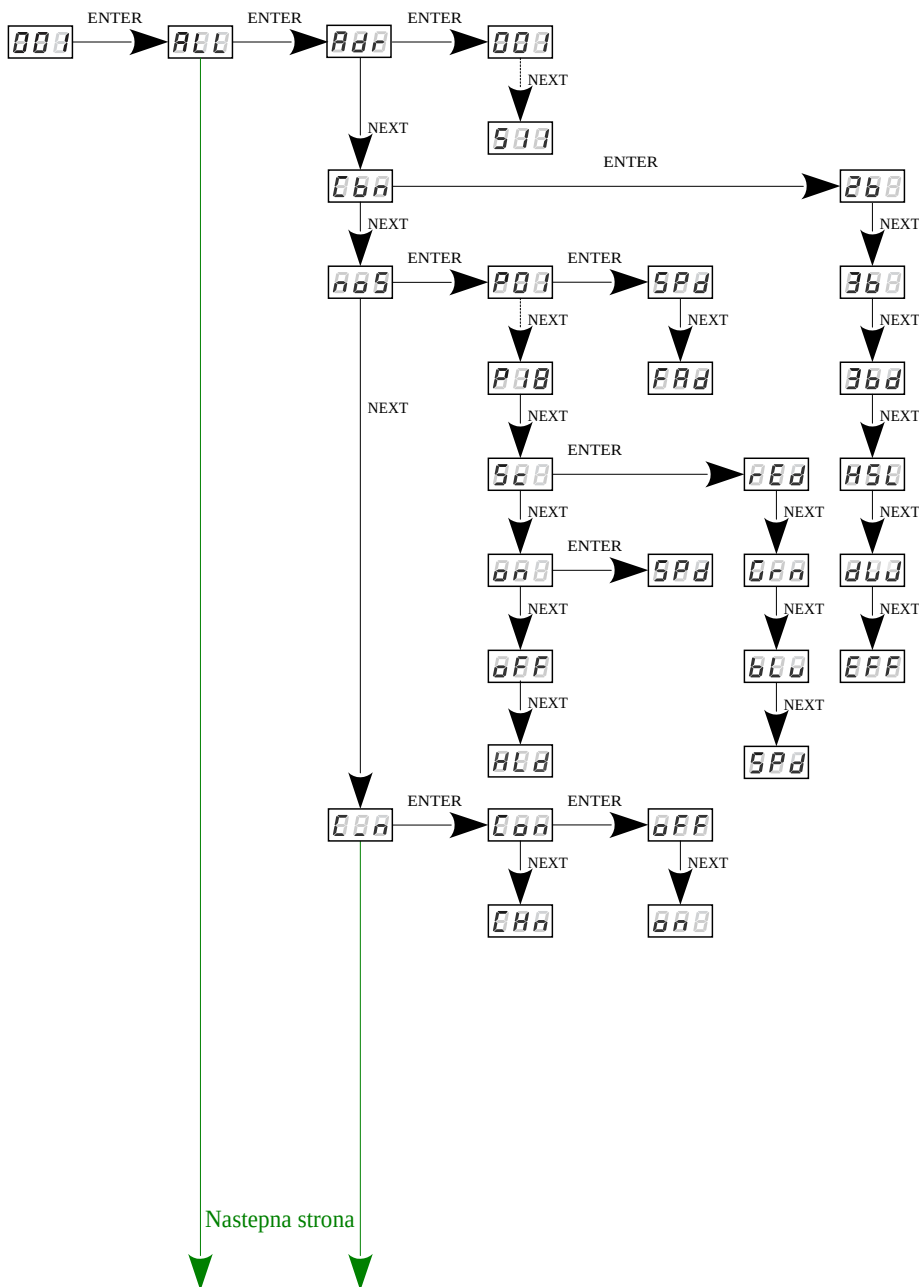 ENTER ENTER ENTER
001 ALL Adr 001
NEXT
NEXT 511
ENTER
Cbn 2b
NEXT NEXT
ENTER ENTER
noS P01 SPd 3b
NEXT NEXT NEXT
P18 FAd 3bd
NEXT NEXT NEXT
ENTER
Sc rEd HSL
NEXT NEXT NEXT
ENTER
on SPd Grn dUJ
NEXT NEXT NEXT
oFF bLu EFF
NEXT NEXT
ALd SPd
ENTER ENTER
C_n Con oFF
NEXT NEXT
CHn on
Nastepna strona